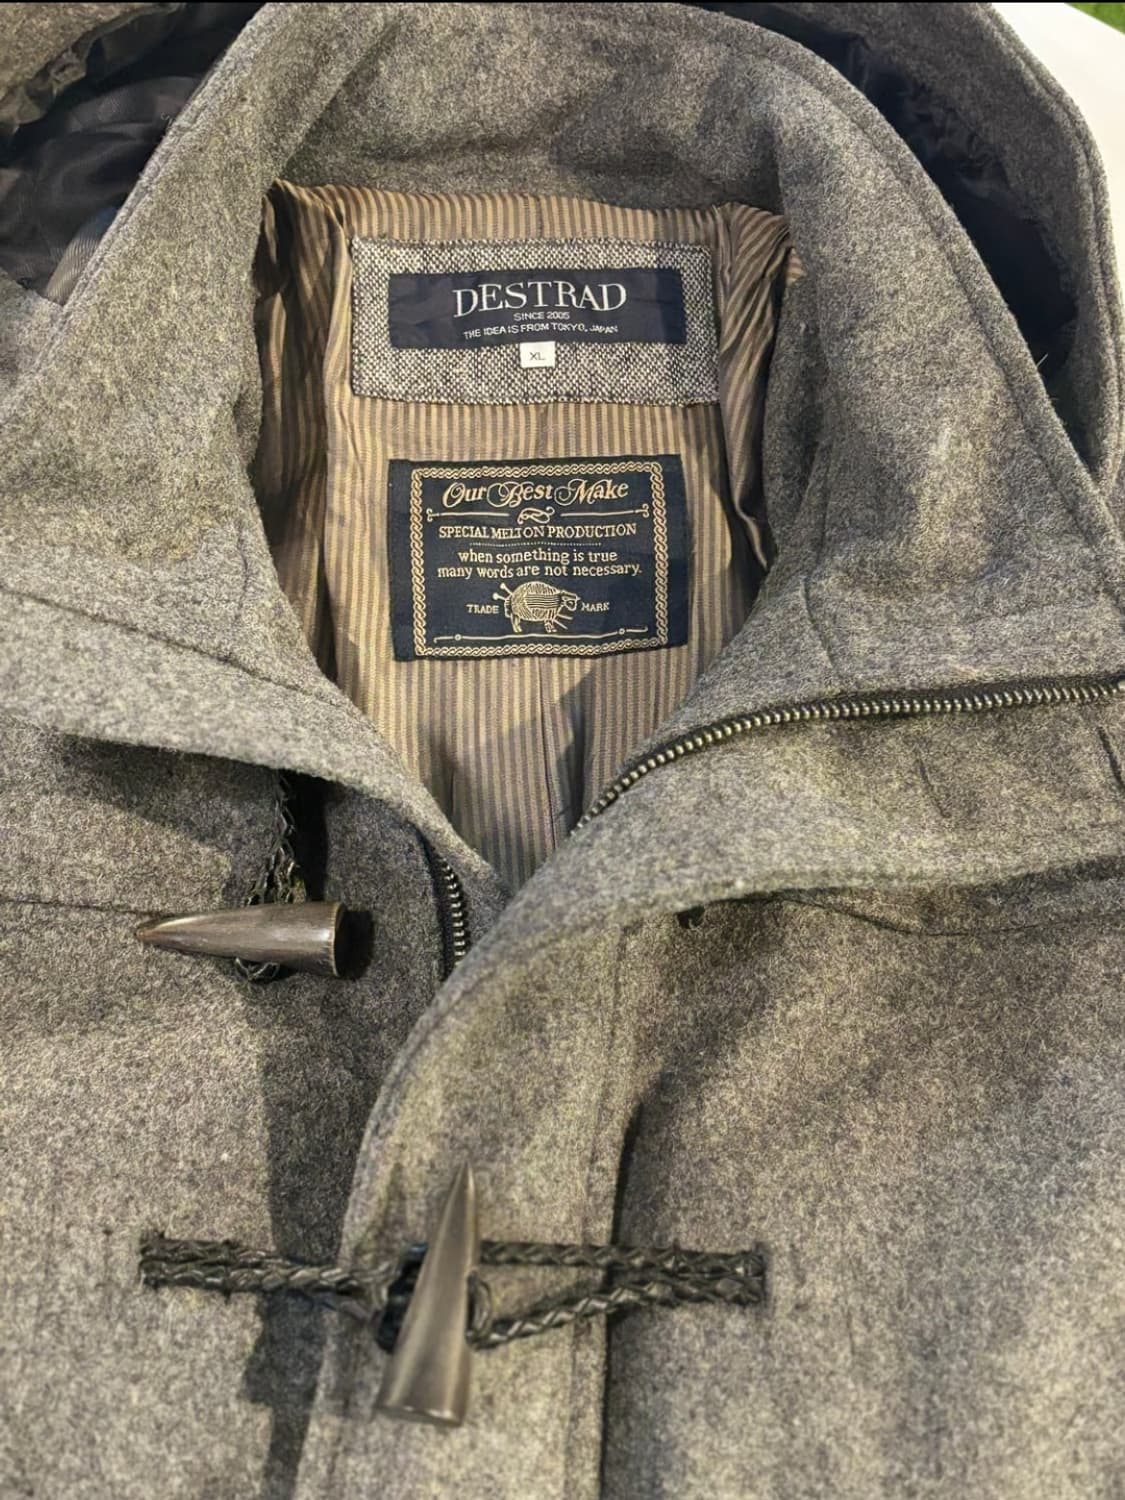 DESTRAD
SINCE 2005
THE IDEA IS FROM TOKYO, JAPAN
XL
Our Best Make
SPECIAL MELTON PRODUCTION
when something is true
many words are not necessary.
TRADE MARK